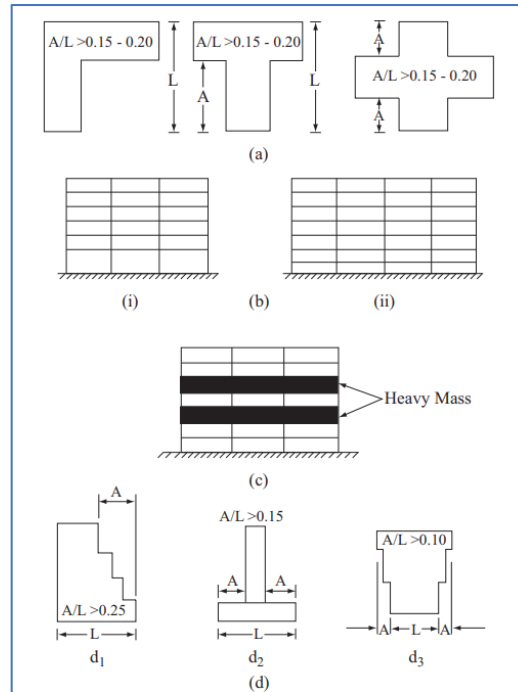 A/L >0.15 - 0.20
L
A/L >0.15 - 0.20
A
L
A
A/L >0.15 - 0.20
A
(a)
(i)
(b)
(ii)
Heavy Mass
(c)
A
A/L >0.25
L
d1
A/L >0.15
A
A
L
d2
A/L >0.10
A
L
A
d3
(d)